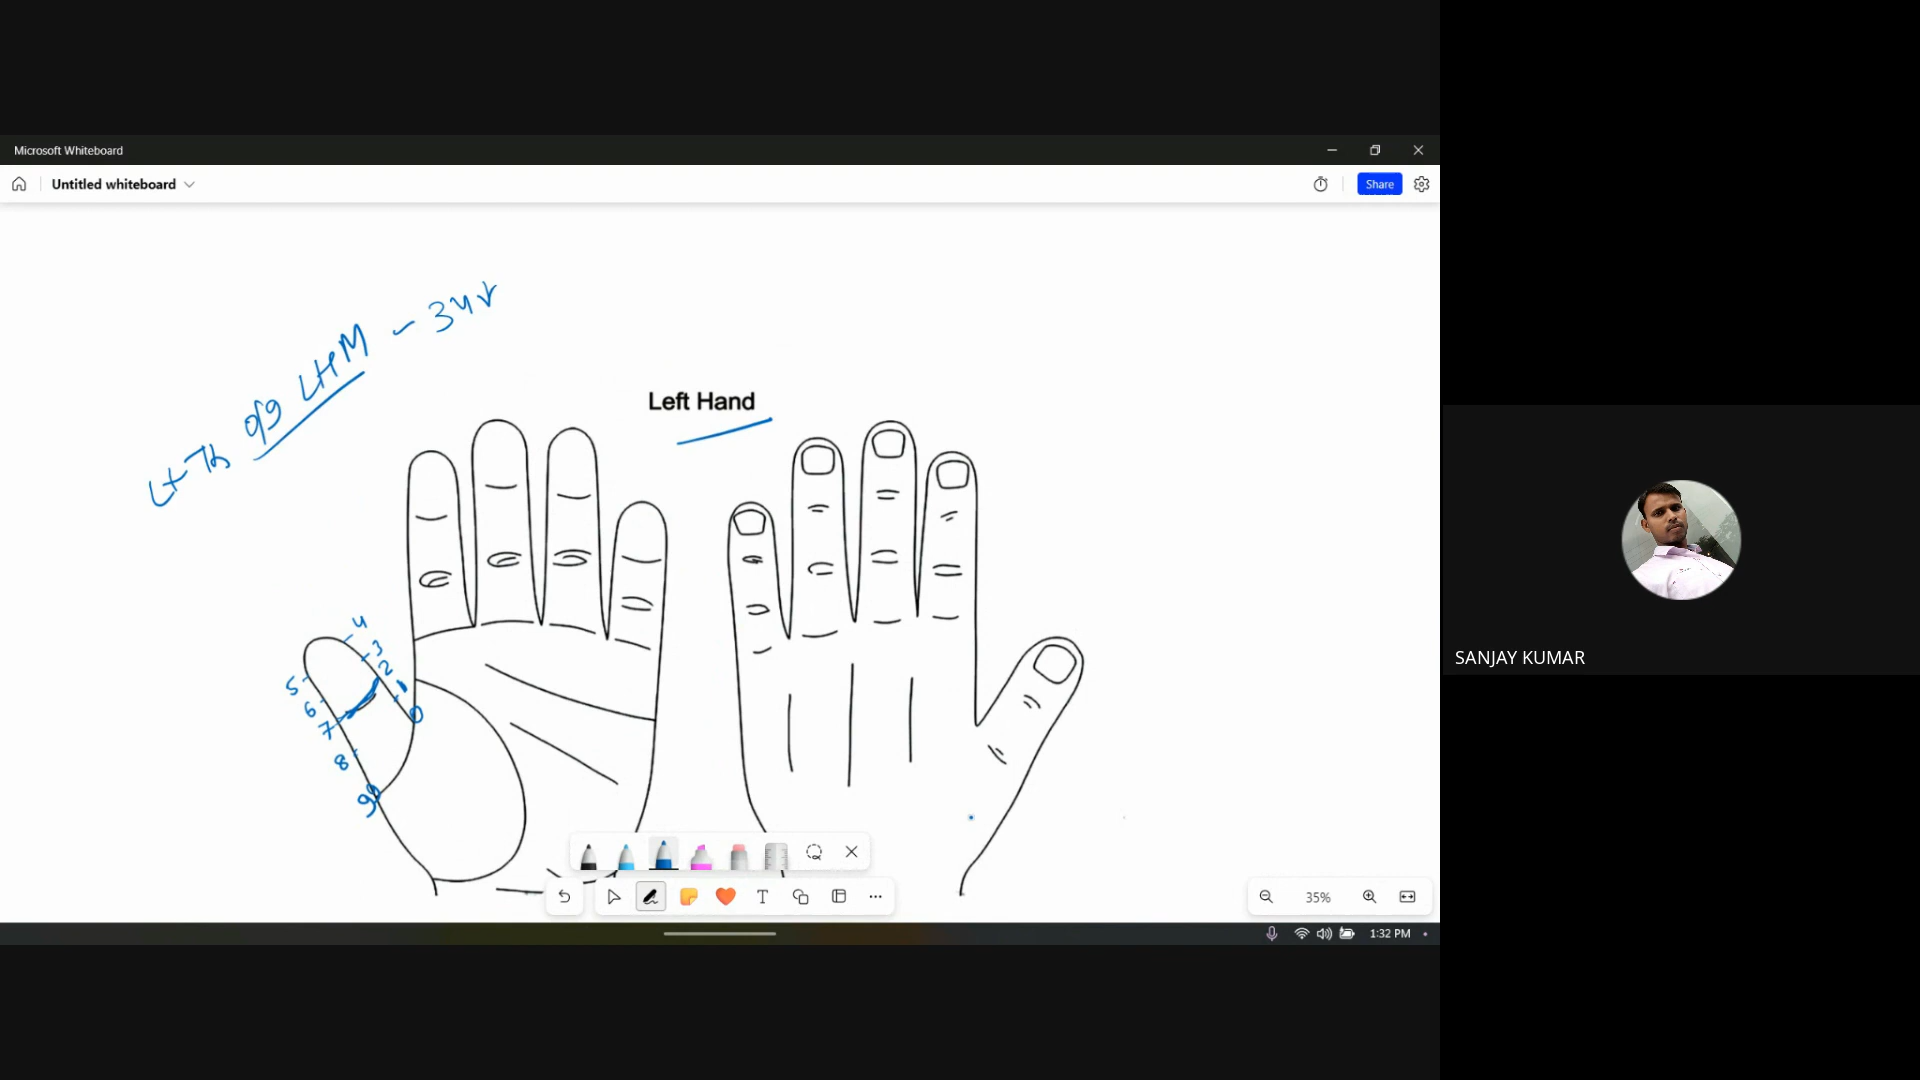 Microsoft Whiteboard
Untitled whiteboard
Share
LHM - 34
Left Hand
4
3
2
1
0
5
6
7
8
9
SANJAY KUMAR
35%
1:32 PM